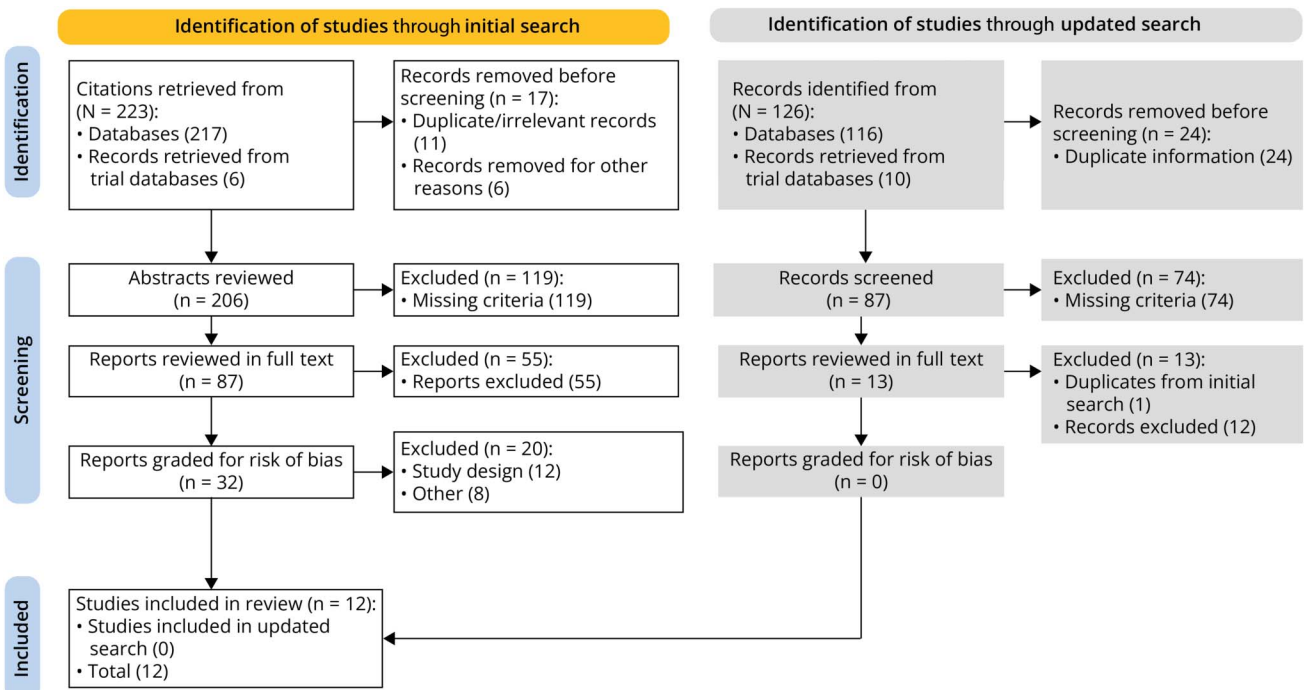 Identification of studies through initial search
Identification of studies through updated search
Identification
Citations retrieved from
(N = 223):
• Databases (217)
• Records retrieved from
trial databases (6)
Records removed before
screening (n = 17):
• Duplicate/irrelevant records
(11)
• Records removed for other
reasons (6)
Records identified from
(N = 126):
• Databases (116)
• Records retrieved from
trial databases (10)
Records removed before
screening (n = 24):
• Duplicate information (24)
Screening
Abstracts reviewed
(n = 206)
Excluded (n = 119):
• Missing criteria (119)
Records screened
(n = 87)
Excluded (n = 74):
• Missing criteria (74)
Reports reviewed in full text
(n = 87)
Excluded (n = 55):
• Reports excluded (55)
Reports reviewed in full text
(n = 13)
Excluded (n = 13):
• Duplicates from initial
search (1)
• Records excluded (12)
Reports graded for risk of bias
(n = 32)
Excluded (n = 20):
• Study design (12)
• Other (8)
Reports graded for risk of bias
(n = 0)
Included
Studies included in review (n = 12):
• Studies included in updated
search (0)
• Total (12)